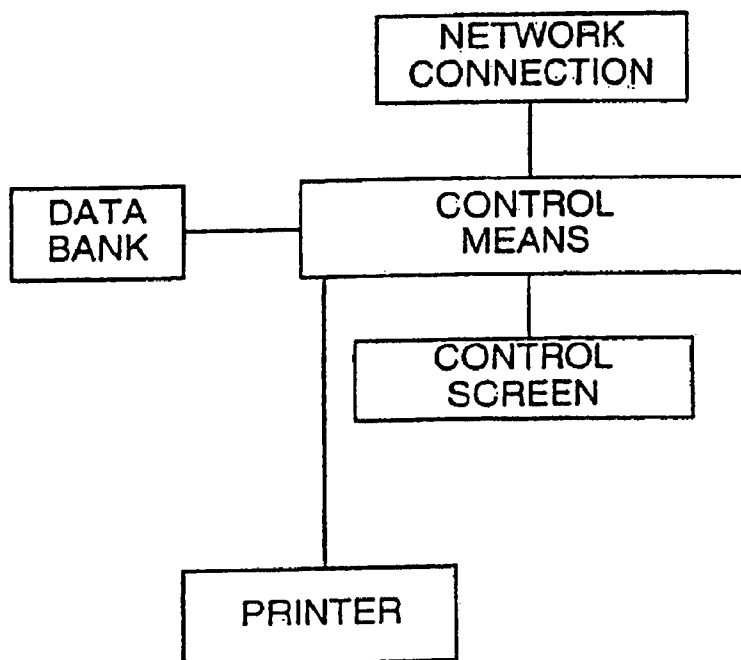 NETWORK
CONNECTION
DATA
BANK
CONTROL
MEANS
CONTROL
SCREEN
PRINTER